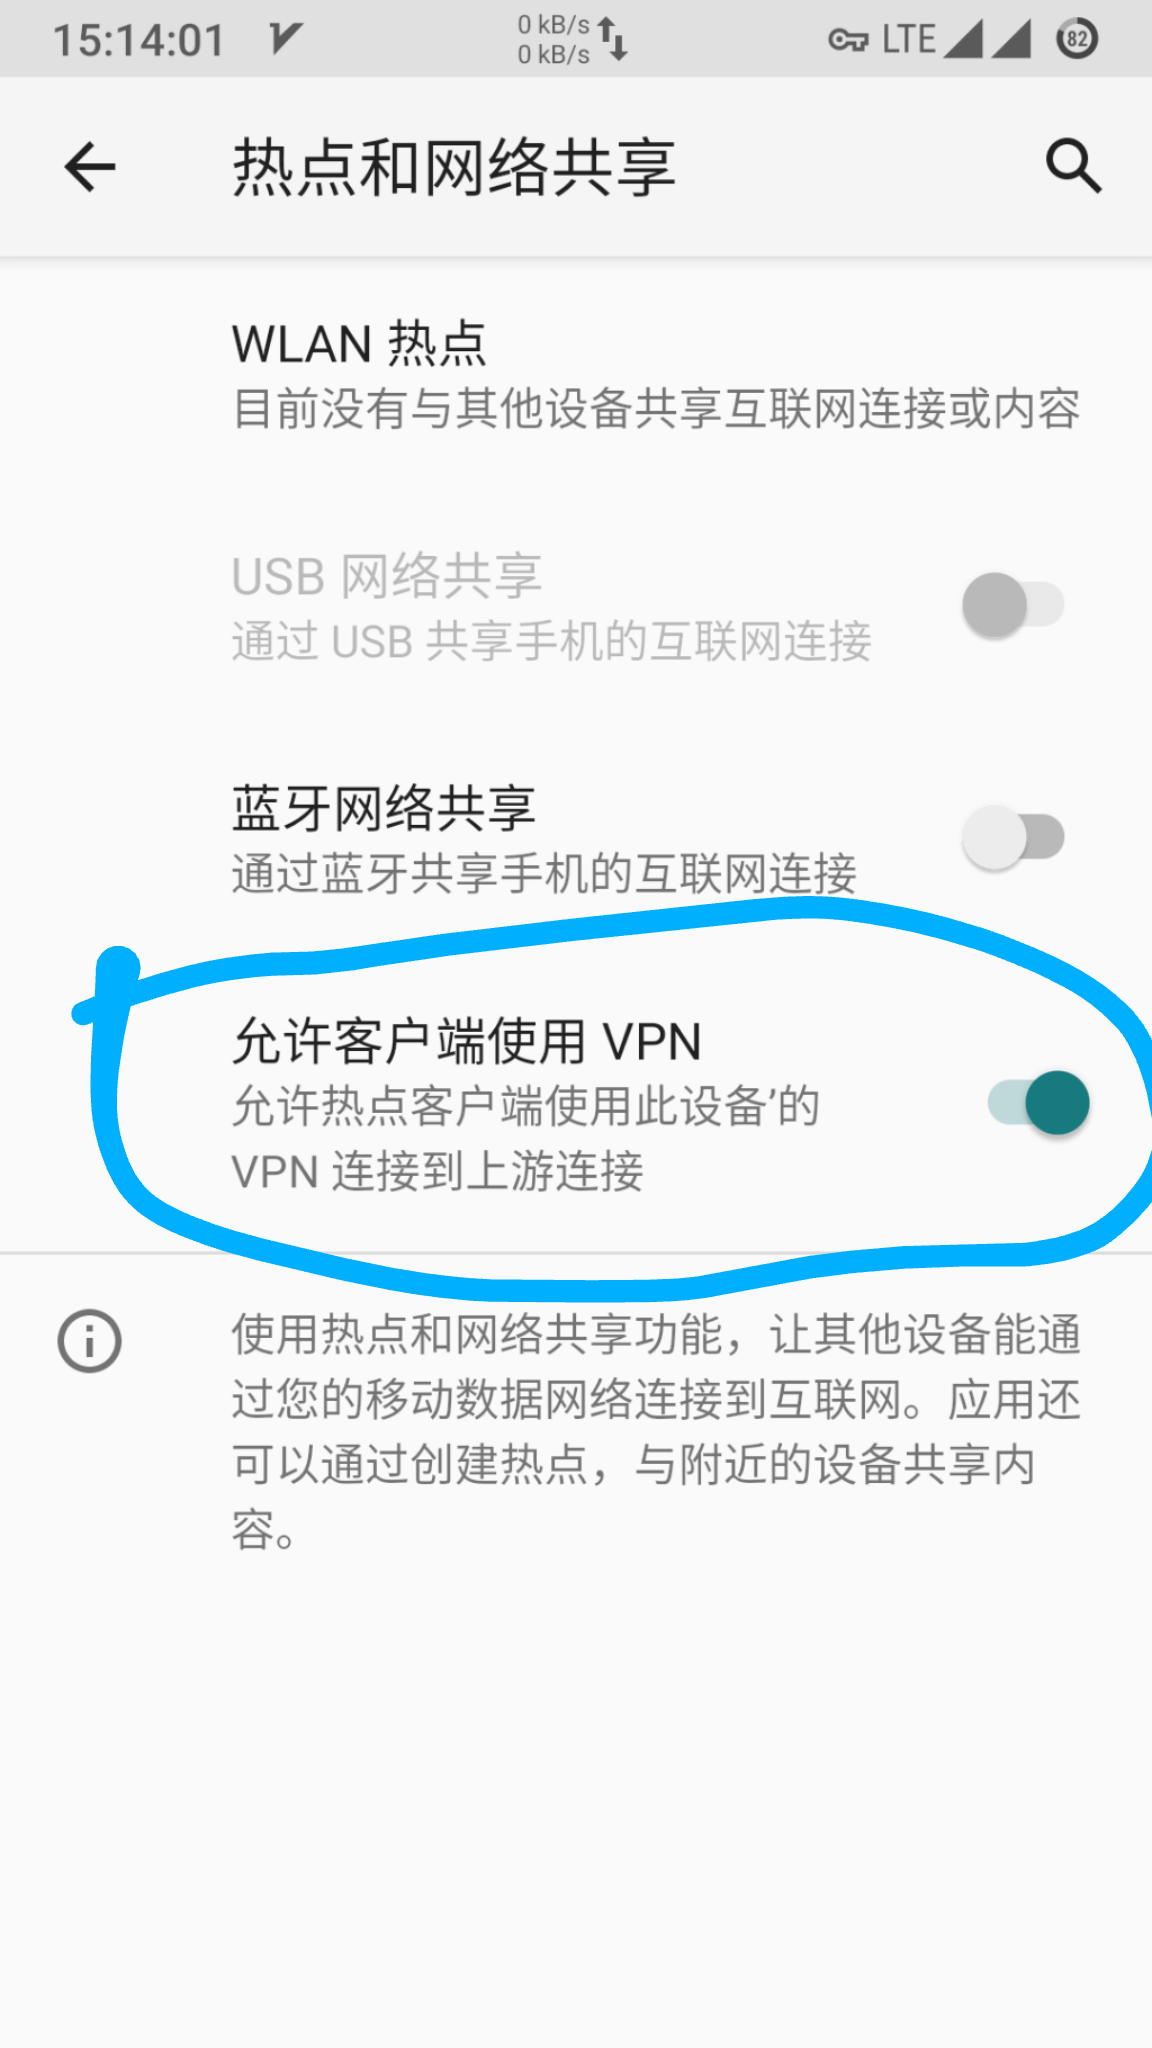 15:14:01
0 kB/s
0 kB/s
LTE
82
热点和网络共享
WLAN 热点
目前没有与其他设备共享互联网连接或内容
USB 网络共享
通过 USB 共享手机的互联网连接
蓝牙网络共享
通过蓝牙共享手机的互联网连接
允许客户端使用 VPN
允许热点客户端使用此设备'的
VPN 连接到上游连接
使用热点和网络共享功能，让其他设备能通
过您的移动数据网络连接到互联网。应用还
可以通过创建热点，与附近的设备共享内
容。